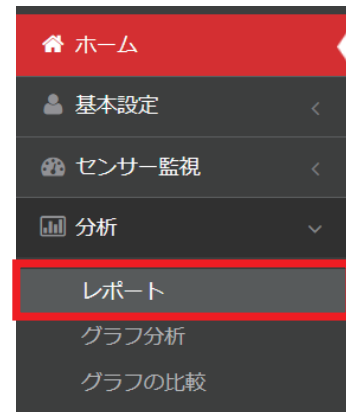 ホーム
基本設定
センサー監視
分析
レポート
グラフ分析
グラフの比較